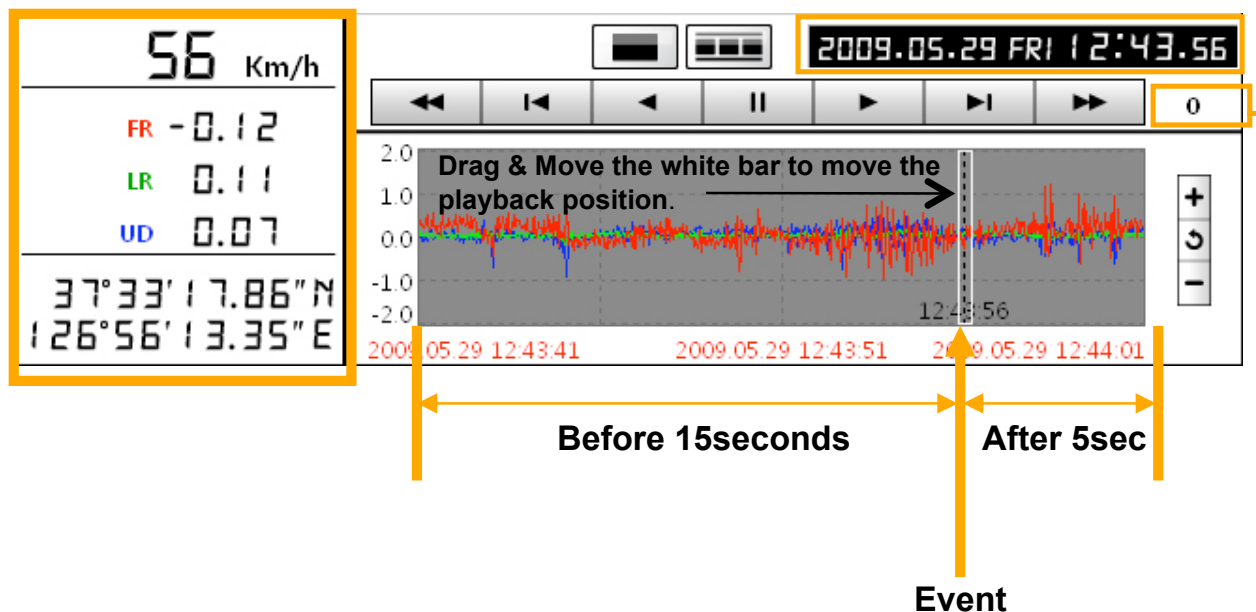 56 Km/h
FR -0.12
LR 0.11
UD 0.07
37°33'17.86"N
126°56'13.35"E
2009.05.29 FRI 12:43.56
0
2.0
1.0
0.0
-1.0
-2.0
Drag & Move the white bar to move the
playback position.
12:43:56
2009.05.29 12:43:41 2009.05.29 12:43:51 2009.05.29 12:44:01
Before 15seconds After 5sec
Event